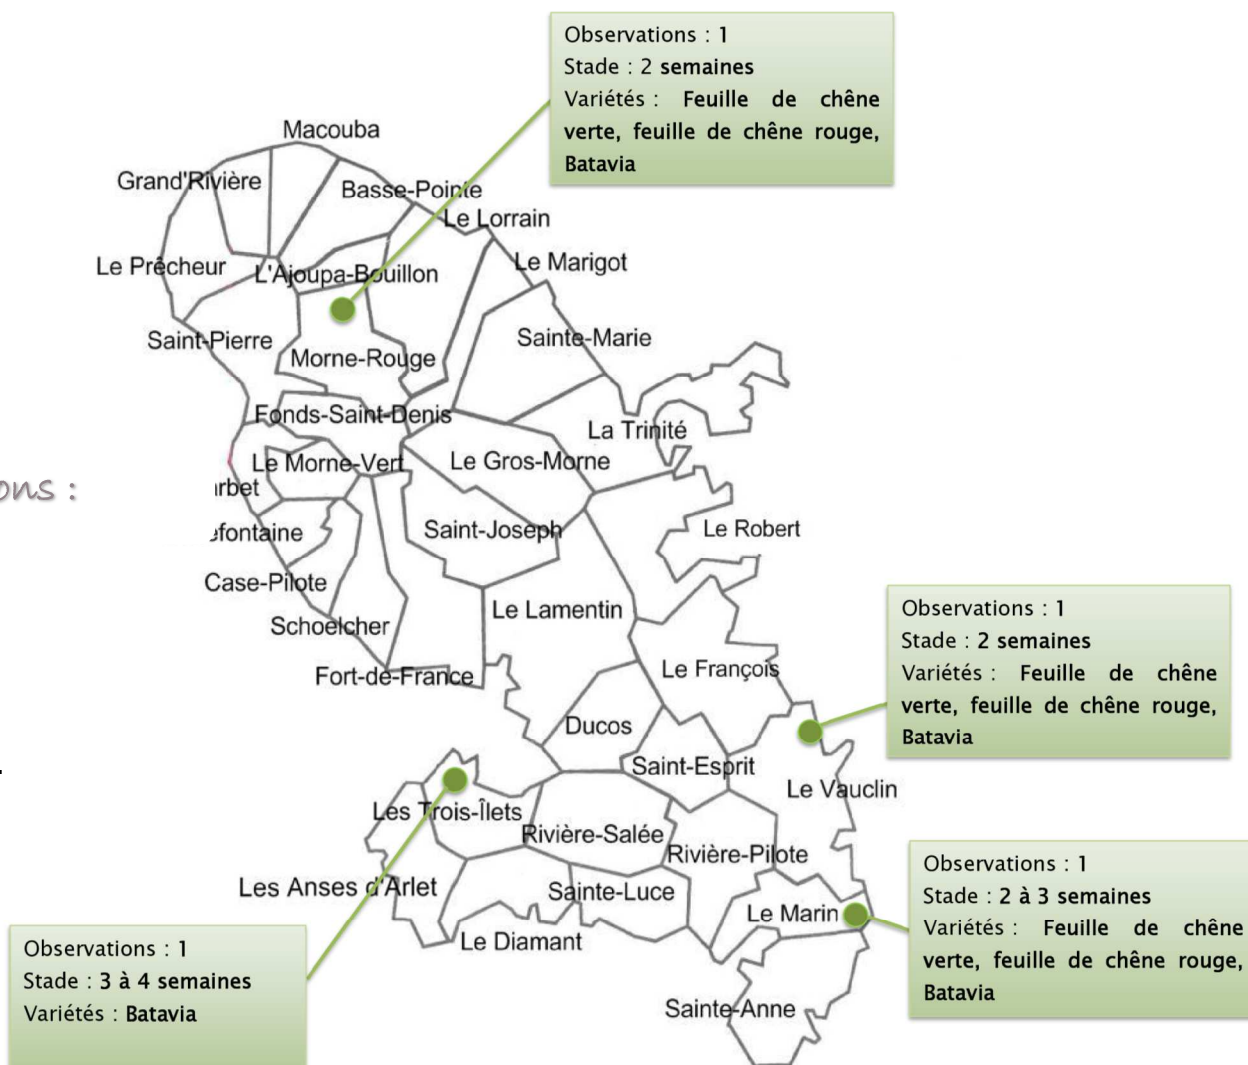 Observations : 1
Stade : 2 semaines
Variétés : Feuille de chêne
verte, feuille de chêne rouge,
Batavia
Macouba
Grand'Rivière
Basse-Pointe
Le Lorrain
Le Marigot
Le Prêcheur
L'Ajoupa-Bouillon
Saint-Pierre
Sainte-Marie
Morne-Rouge
Fonds-Saint-Denis
La Trinité
Le Morne-Vert
Le Gros-Morne
ons :
rbet
efontaine
Saint-Joseph
Le Robert
Case-Pilote
Le Lamentin
Schoelcher
Fort-de-France
Le François
Observations : 1
Stade : 2 semaines
Variétés : Feuille de chêne
verte, feuille de chêne rouge,
Batavia
Ducos
Saint-Esprit
Le Vauclin
Les Trois-Îlets
Rivière-Salée
Rivière-Pilote
Les Anses d'Arlet
Sainte-Luce
Le Marin
Le Diamant
Sainte-Anne
Observations : 1
Stade : 2 à 3 semaines
Variétés : Feuille de chêne
verte, feuille de chêne rouge,
Batavia
Observations : 1
Stade : 3 à 4 semaines
Variétés : Batavia